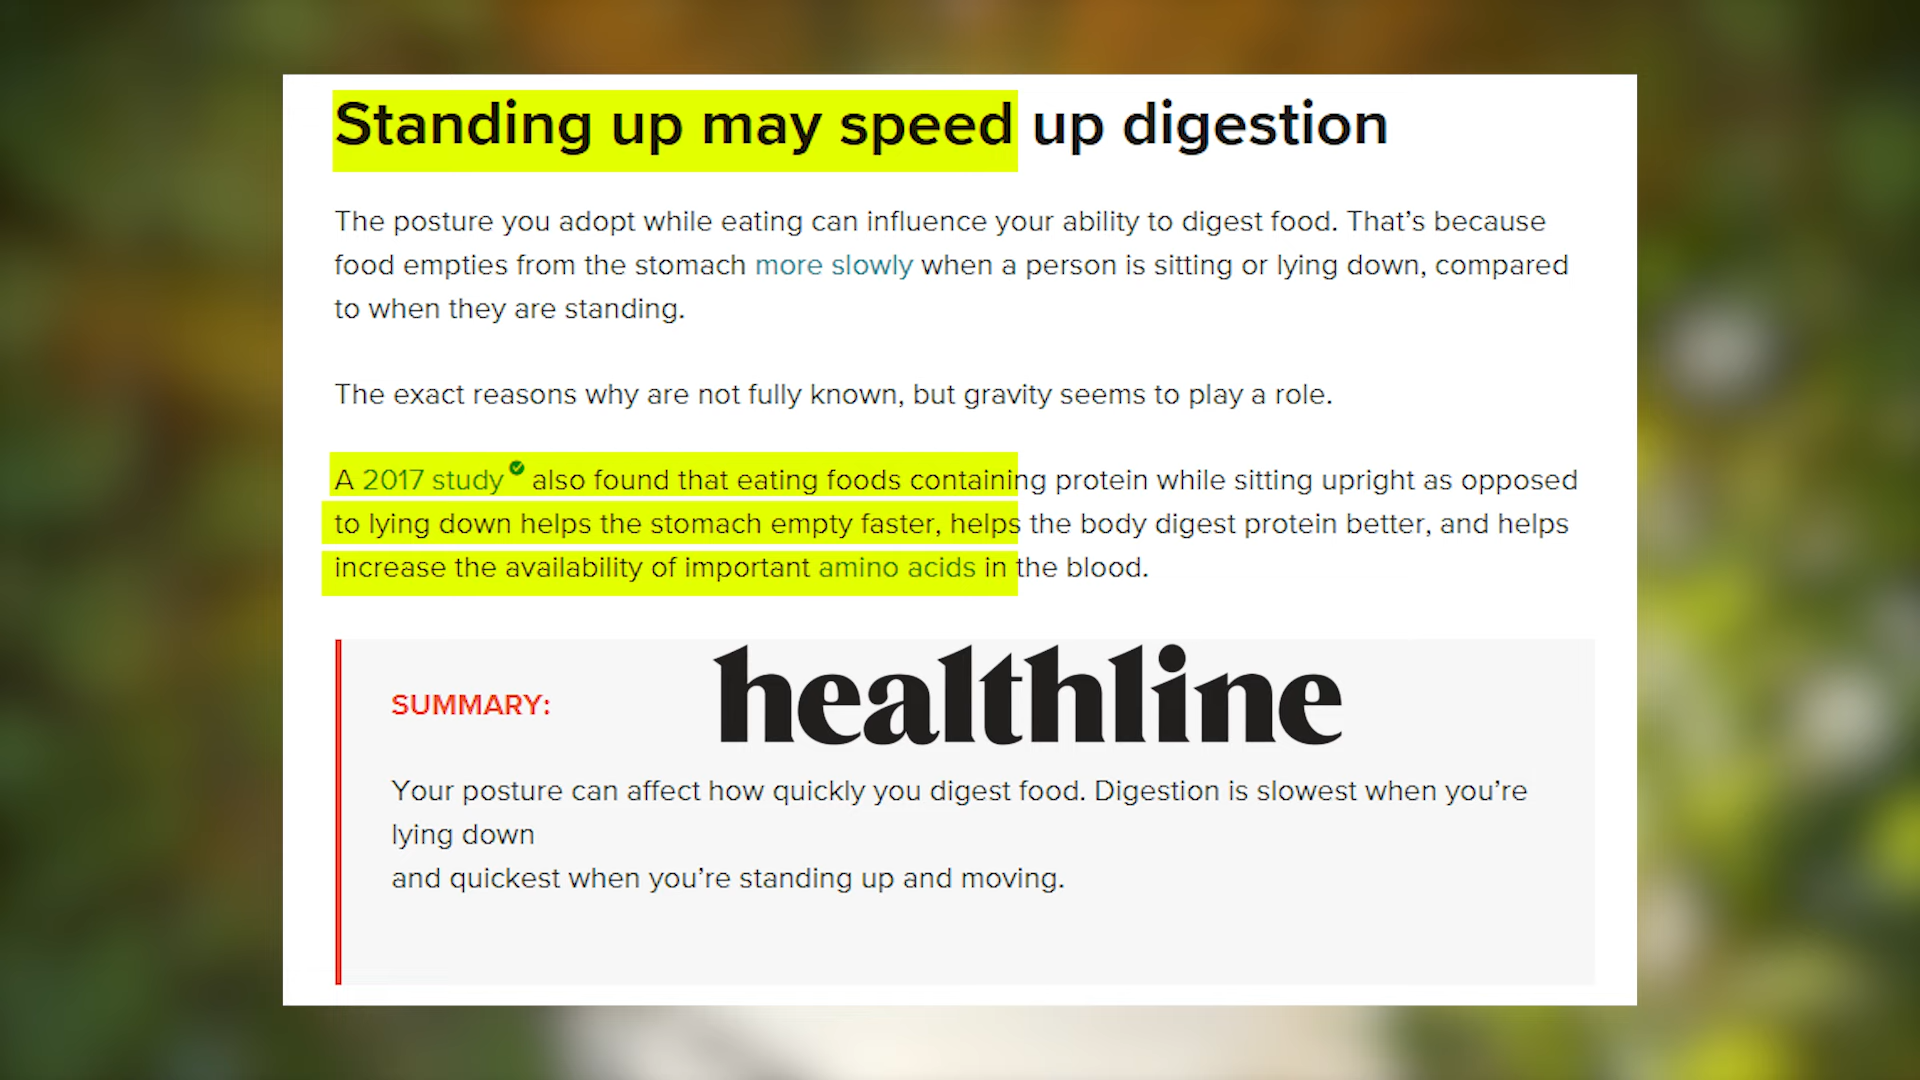 Standing up may speed up digestion
The posture you adopt while eating can influence your ability to digest food. That’s because
food empties from the stomach more slowly when a person is sitting or lying down, compared
to when they are standing.
The exact reasons why are not fully known, but gravity seems to play a role.
A 2017 study also found that eating foods containing protein while sitting upright as opposed
to lying down helps the stomach empty faster, helps the body digest protein better, and helps
increase the availability of important amino acids in the blood.
healthline
SUMMARY:
Your posture can affect how quickly you digest food. Digestion is slowest when you’re
lying down
and quickest when you’re standing up and moving.